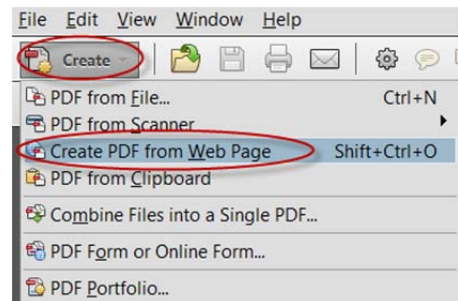 File Edit View Window Help
Create
PDF from File... Ctrl+N
PDF from Scanner
Create PDF from Web Page Shift+Ctrl+O
PDF from Clipboard
Combine Files into a Single PDF...
PDF Form or Online Form...
PDF Portfolio...